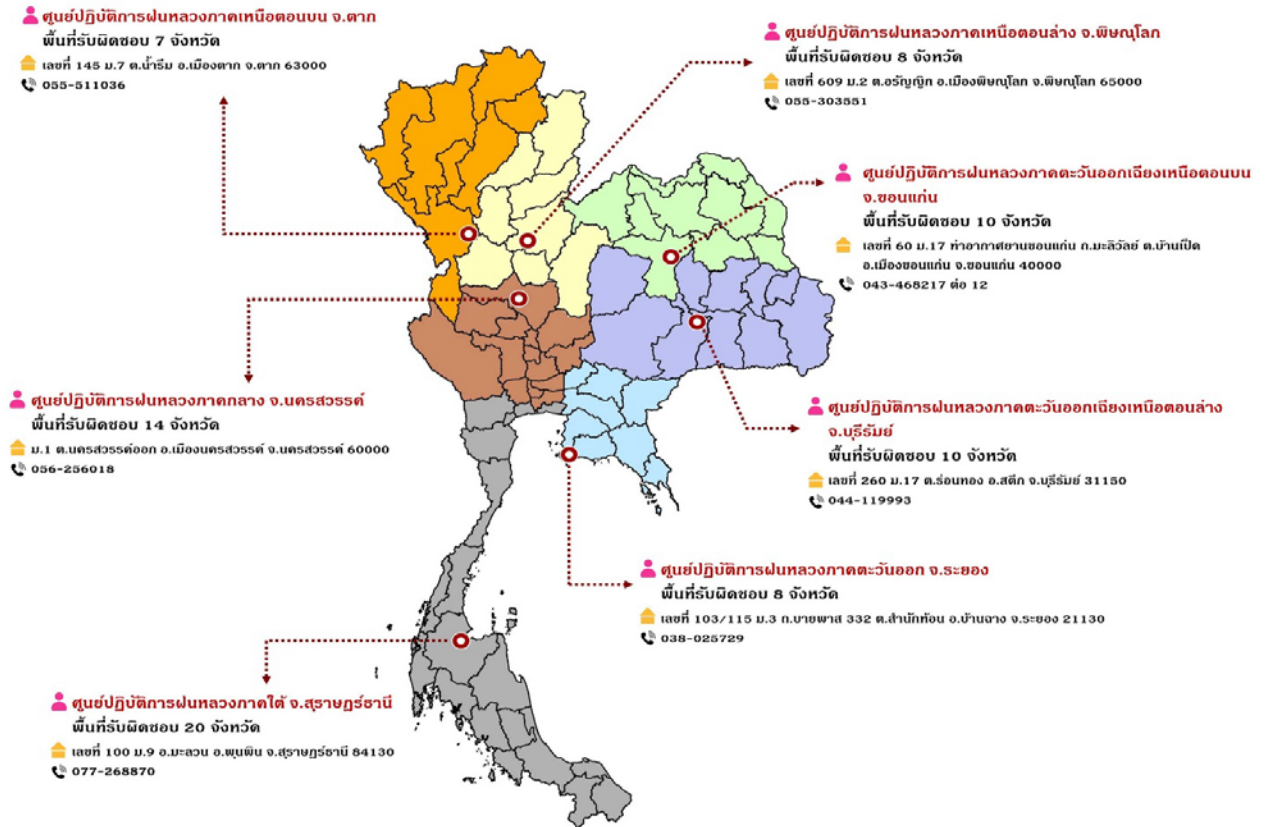 ศูนย์ปฏิบัติการฝนหลวงภาคเหนือตอนบน จ.ตาก
พื้นที่รับผิดชอบ 7 จังหวัด
เลขที่ 145 ม.7 ต.น้ำรึม อ.เมืองตาก จ.ตาก 63000
055-511036
ศูนย์ปฏิบัติการฝนหลวงภาคเหนือตอนล่าง จ.พิษณุโลก
พื้นที่รับผิดชอบ 8 จังหวัด
เลขที่ 609 ม.2 ต.อรัญญิก อ.เมืองพิษณุโลก จ.พิษณุโลก 65000
055-303551
ศูนย์ปฏิบัติการฝนหลวงภาคตะวันออกเฉียงเหนือตอนบน
จ.ขอนแก่น
พื้นที่รับผิดชอบ 10 จังหวัด
เลขที่ 60 ม.17 ท่าอากาศยานขอนแก่น ถ.มะลิวัลย์ ต.บ้านเป็ด
อ.เมืองขอนแก่น จ.ขอนแก่น 40000
043-468217 ต่อ 12
ศูนย์ปฏิบัติการฝนหลวงภาคกลาง จ.นครสวรรค์
พื้นที่รับผิดชอบ 14 จังหวัด
ม.1 ต.นครสวรรค์ออก อ.เมืองนครสวรรค์ จ.นครสวรรค์ 60000
056-256018
ศูนย์ปฏิบัติการฝนหลวงภาคตะวันออกเฉียงเหนือตอนล่าง
จ.บุรีรัมย์
พื้นที่รับผิดชอบ 10 จังหวัด
เลขที่ 260 ม.17 ต.ร่อนทอง อ.สตึก จ.บุรีรัมย์ 31150
044-119993
ศูนย์ปฏิบัติการฝนหลวงภาคตะวันออก จ.ระยอง
พื้นที่รับผิดชอบ 8 จังหวัด
เลขที่ 103/115 ม.3 ถ.บายพาส 332 ต.สำนักท้อน อ.บ้านฉาง จ.ระยอง 21130
038-025729
ศูนย์ปฏิบัติการฝนหลวงภาคใต้ จ.สุราษฎร์ธานี
พื้นที่รับผิดชอบ 20 จังหวัด
เลขที่ 100 ม.9 อ.มะลวน อ.พุนพิน จ.สุราษฎร์ธานี 84130
077-268870